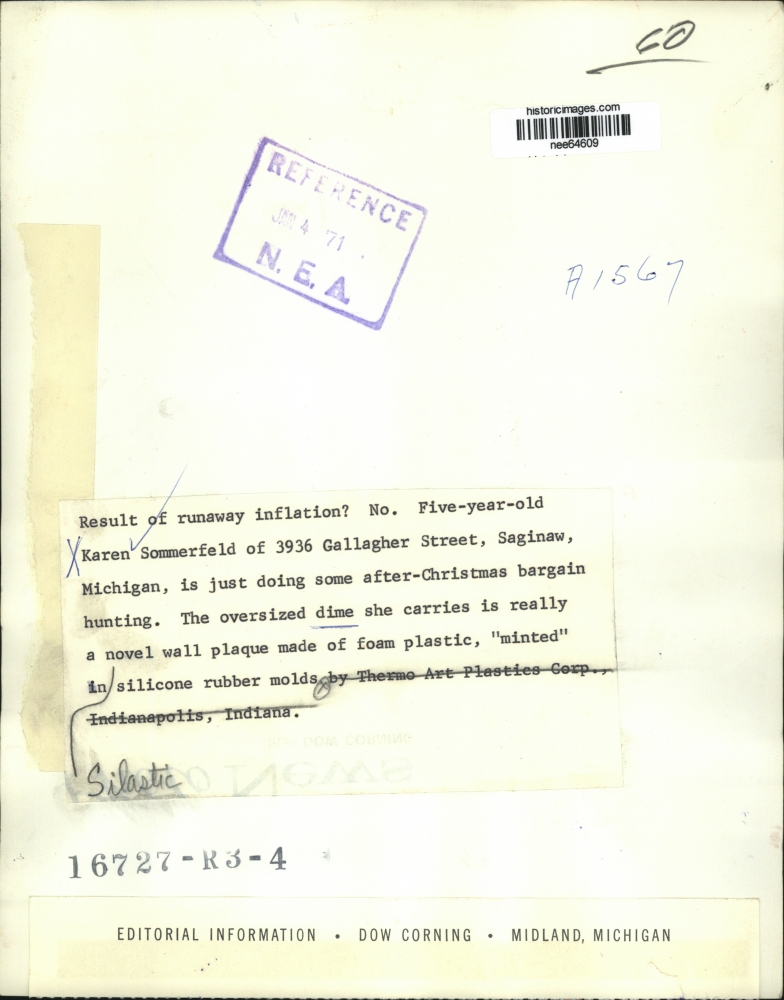 60
historicimages.com
nee64609
REFERENCE
JAN 4 '71
N. E. A.
A1567
Result of runaway inflation? No. Five-year-old
X Karen Sommerfeld of 3936 Gallagher Street, Saginaw,
Michigan, is just doing some after-Christmas bargain
hunting. The oversized dime she carries is really
a novel wall plaque made of foam plastic, "minted"
in silicone rubber molds by Thermo Art Plastics Corp.,
Indianapolis, Indiana.
DOW CORNING
NEWS
Silastic
16727-R3-4
EDITORIAL INFORMATION • DOW CORNING • MIDLAND, MICHIGAN